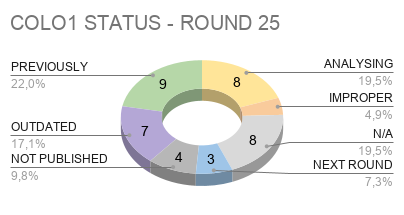 COLO1 STATUS - ROUND 25
PREVIOUSLY
22,0%
ANALYSING
19,5%
IMPROPER
4,9%
OUTDATED
17,1%
N/A
19,5%
NOT PUBLISHED
9,8%
NEXT ROUND
7,3%
9
8
7
8
4
3